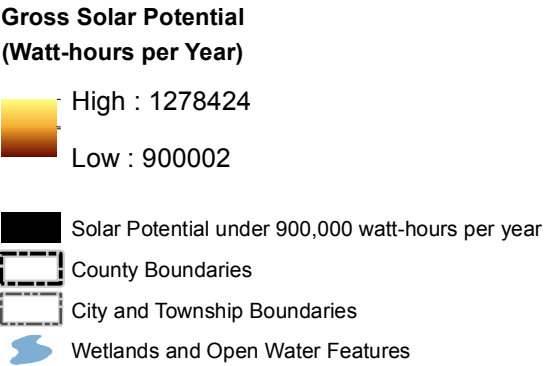 Gross Solar Potential
(Watt-hours per Year)
High : 1278424
Low : 900002
Solar Potential under 900,000 watt-hours per year
County Boundaries
City and Township Boundaries
Wetlands and Open Water Features